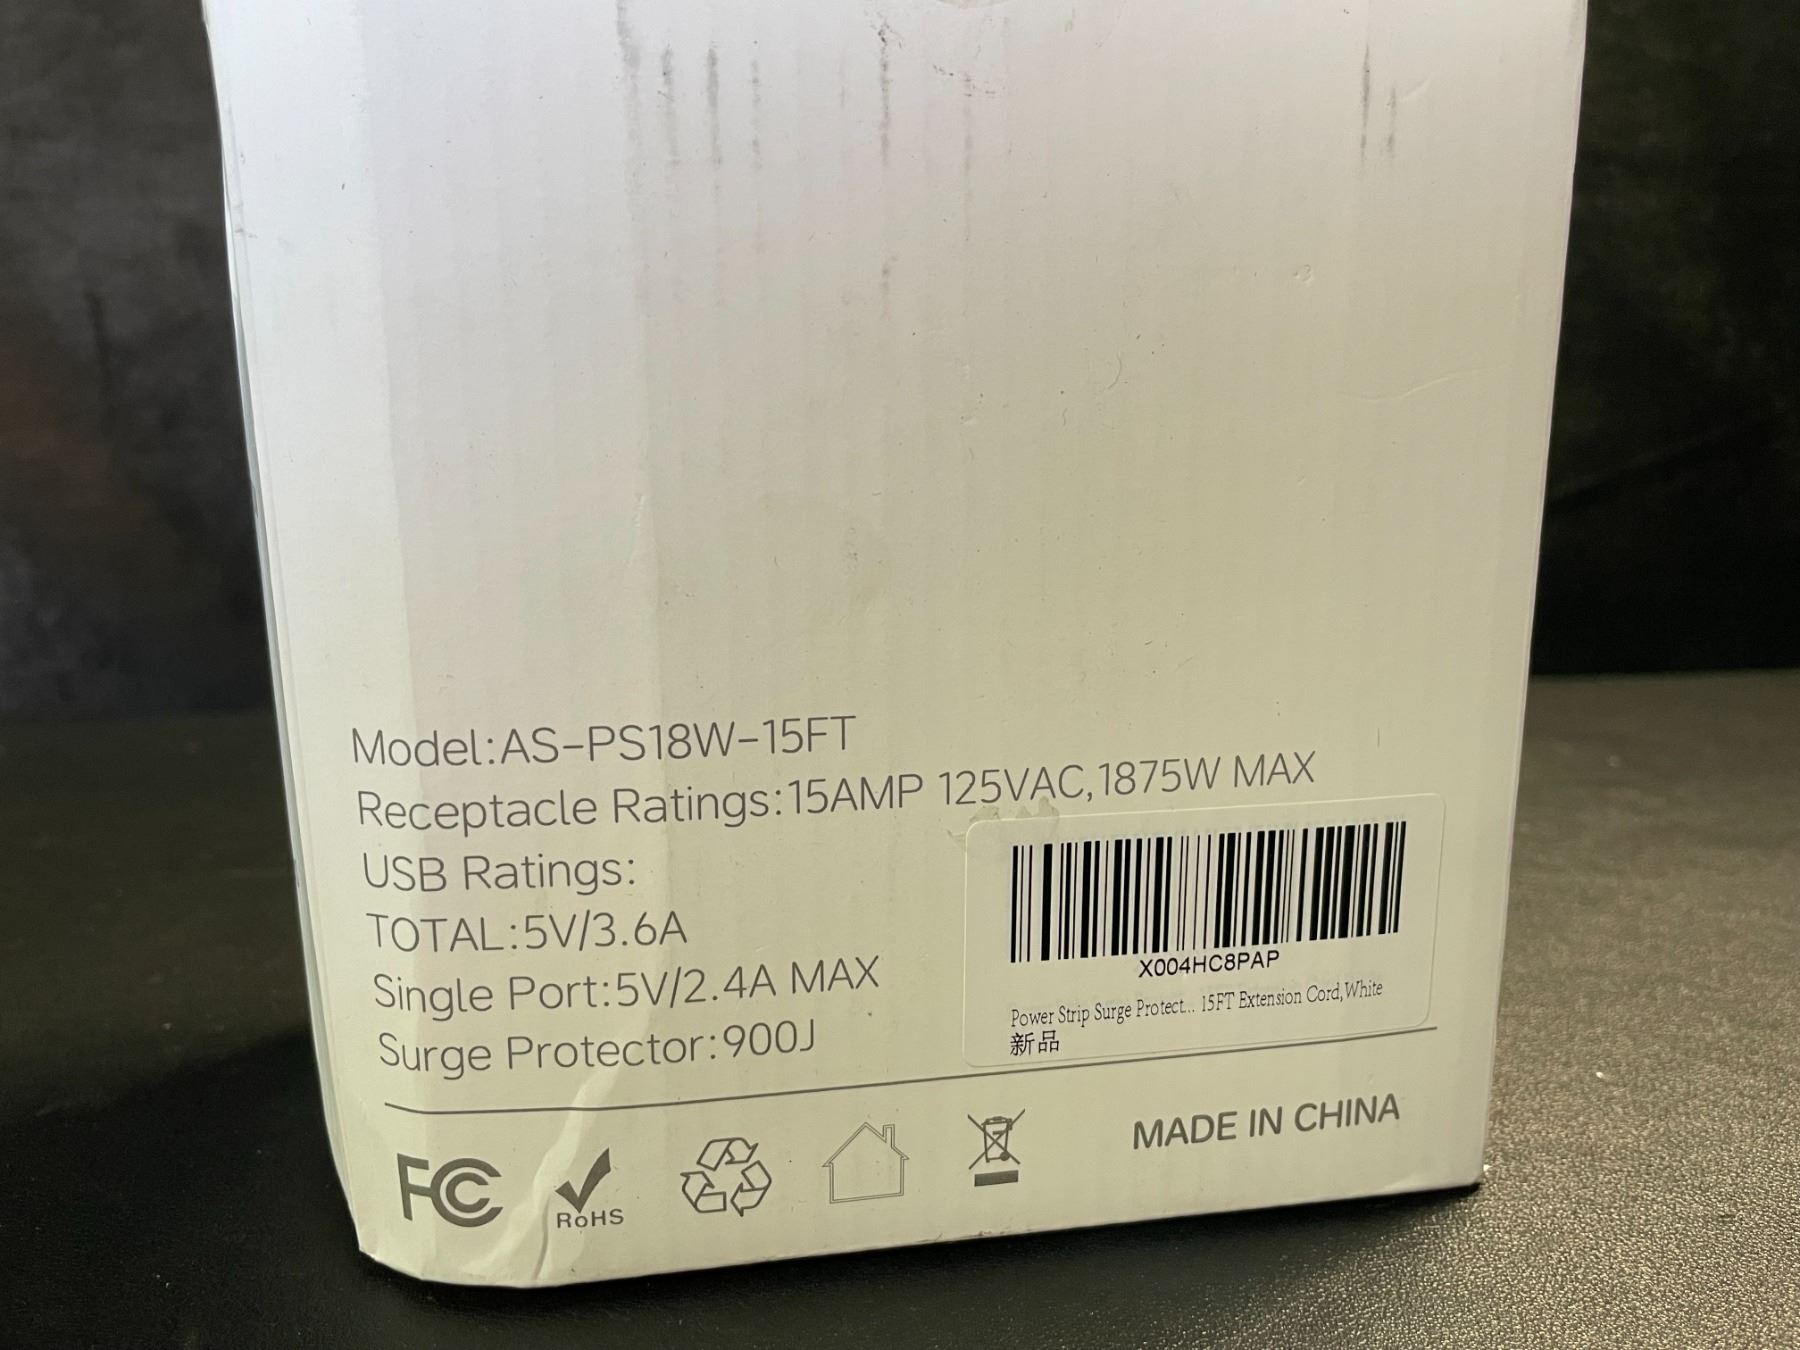 Model:AS-PS18W-15FT
Receptacle Ratings:15AMP 125VAC,1875W MAX
USB Ratings:
TOTAL:5V/3.6A
Single Port:5V/2.4A MAX
Surge Protector:900J
X004HC8PAP
Power Strip Surge Protect... 15FT Extension Cord,White
新品
FC
RoHS
MADE IN CHINA